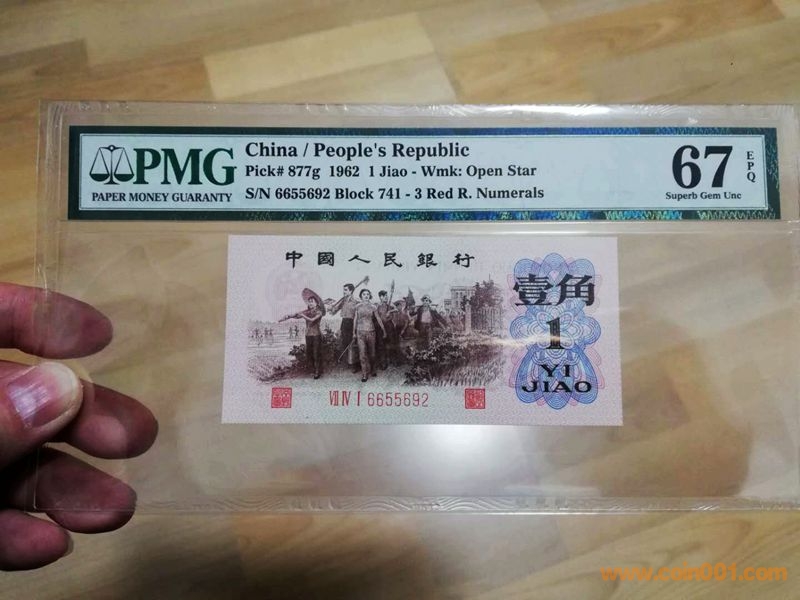 PMG
PAPER MONEY GUARANTY
China / People's Republic
Pick# 877g 1962 1 Jiao - Wmk: Open Star
S/N 6655692 Block 741 - 3 Red R. Numerals
67
EPQ
Superb Gem Unc
中國人民銀行
壹角
1
YI
JIAO
Ⅶ Ⅳ Ⅰ 6655692
www.coin001.com